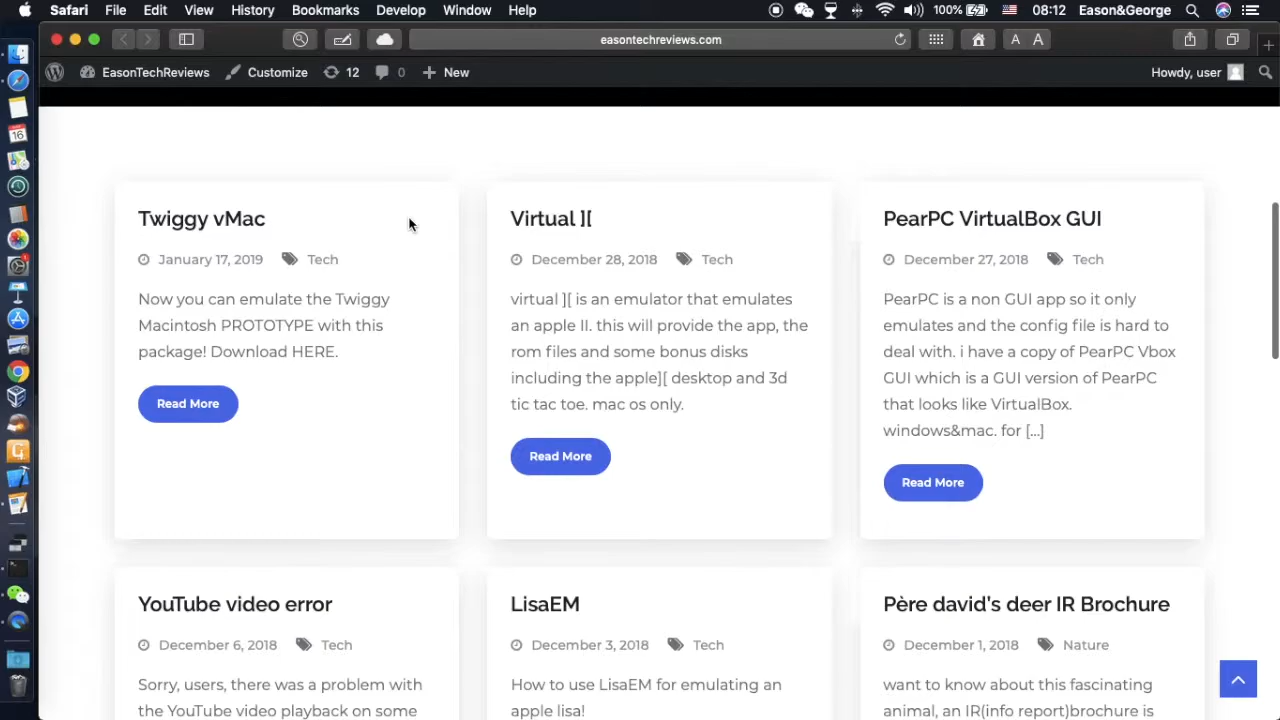 Safari File Edit View History Bookmarks Develop Window Help 100% 08:12 Eason&George
easontechreviews.com A A
EasonTechReviews Customize 12 0 New Howdy, user
Twiggy vMac
January 17, 2019 Tech
Now you can emulate the Twiggy
Macintosh PROTOTYPE with this
package! Download HERE.
Read More
Virtual ][
December 28, 2018 Tech
virtual ][ is an emulator that emulates
an apple II. this will provide the app, the
rom files and some bonus disks
including the apple][ desktop and 3d
tic tac toe. mac os only.
Read More
PearPC VirtualBox GUI
December 27, 2018 Tech
PearPC is a non GUI app so it only
emulates and the config file is hard to
deal with. i have a copy of PearPC Vbox
GUI which is a GUI version of PearPC
that looks like VirtualBox.
windows&mac. for [...]
Read More
YouTube video error
December 6, 2018 Tech
Sorry, users, there was a problem with
the YouTube video playback on some
LisaEM
December 3, 2018 Tech
How to use LisaEM for emulating an
apple lisa!
Père david's deer IR Brochure
December 1, 2018 Nature
want to know about this fascinating
animal, an IR(info report)brochure is